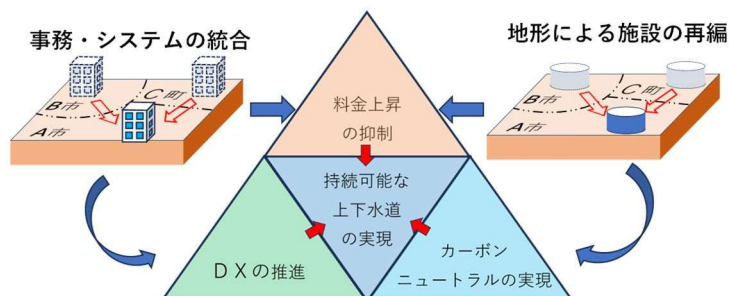 事務・システムの統合
地形による施設の再編
B市
C町
A市
B市
C町
A市
料金上昇
の抑制
持続可能な
上下水道
の実現
ＤＸの推進
カーボン
ニュートラルの実現